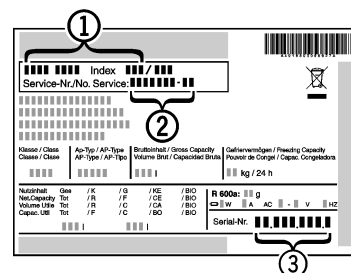 1
Index /
Service-Nr./No. Service: -
2
Klasse / Class
Classe / Clase
Ap-Typ / AP-Type
AP-Type / AP-Tipo
Bruttoinhalt / Gross Capacity
Volume Brut / Capacidad Bruta
Gefriervermögen / Freezing Capacity
Pouvoir de Congel / Capac. Congeladora
l
kg / 24 h
Nutzinhalt Ges / K / G / KE / BIO
Net.Capacity Tot / R / F / CE / BIO
Volume Utile Tot / R / C / CA / BIO
Capac. Util Tot / F / C / BO / BIO
l l
R 600a: g
W A AC - V HZ
Serial-Nr.
3